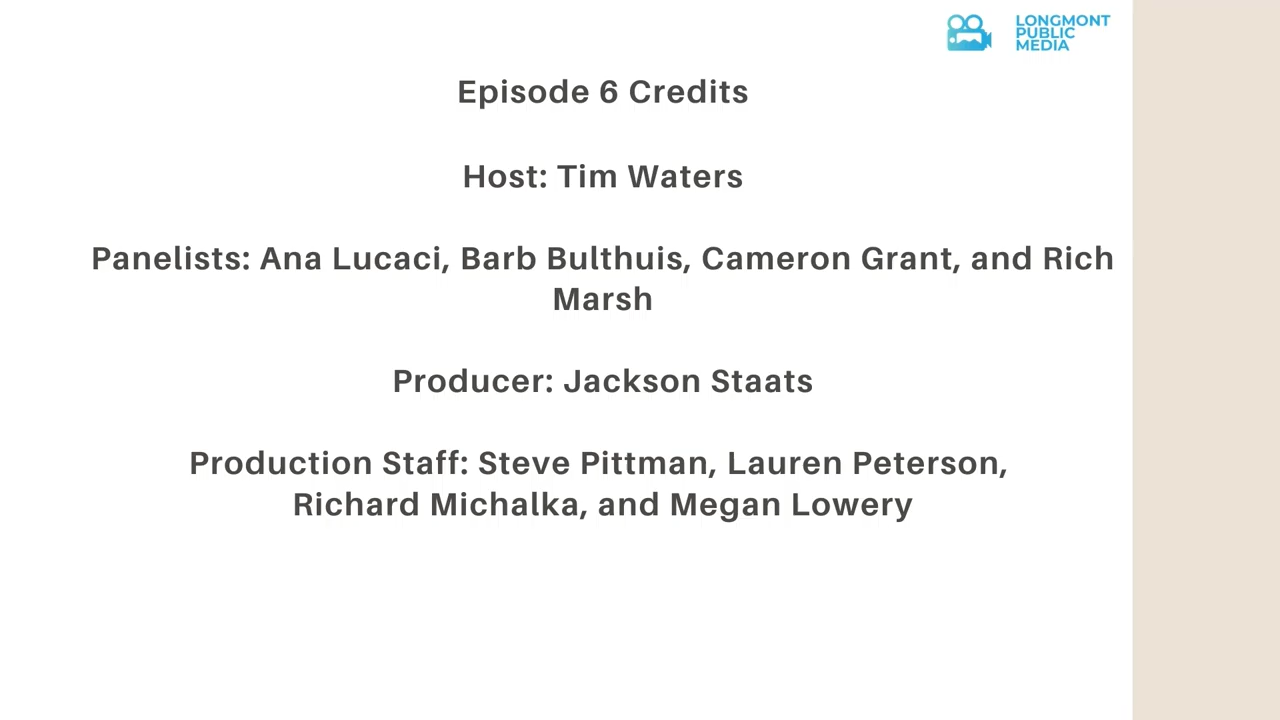 LONGMONT
PUBLIC
MEDIA
Episode 6 Credits
Host: Tim Waters
Panelists: Ana Lucaci, Barb Bulthuis, Cameron Grant, and Rich
Marsh
Producer: Jackson Staats
Production Staff: Steve Pittman, Lauren Peterson,
Richard Michalka, and Megan Lowery